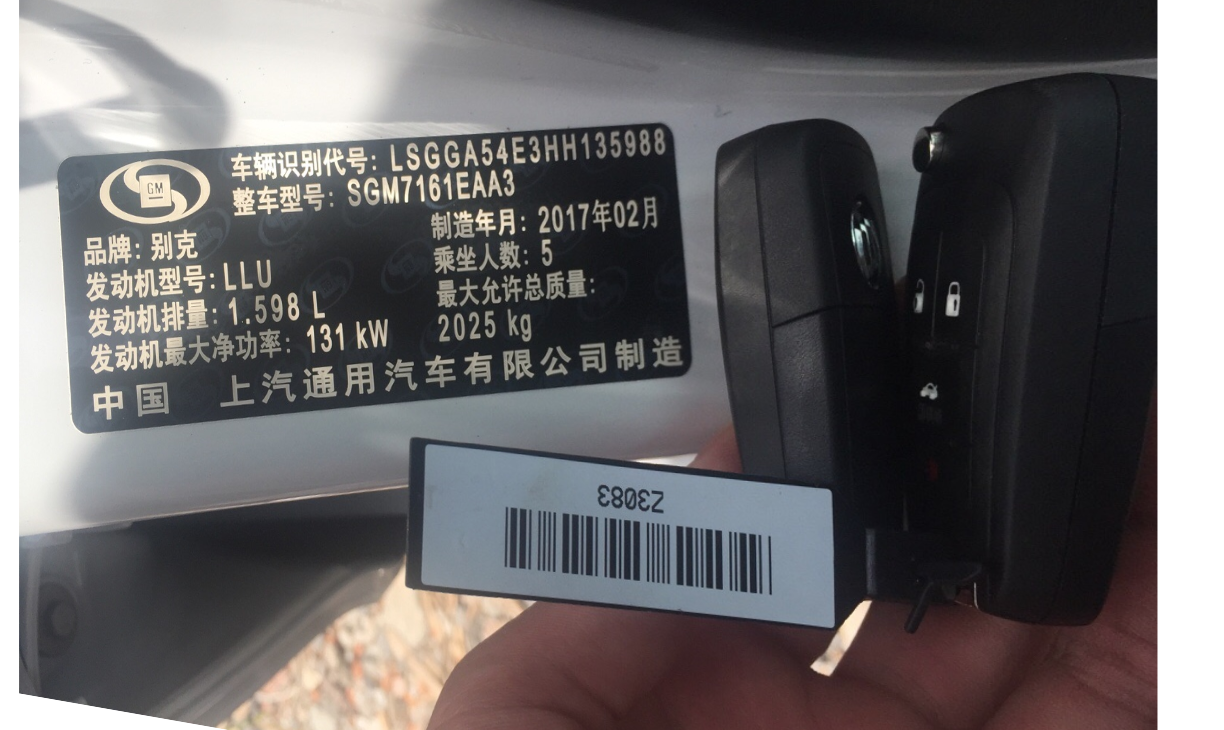 GM
车辆识别代号: LSGGA54E3HH135988
整车型号: SGM7161EAA3
制造年月: 2017年02月
品牌: 别克
乘坐人数: 5
发动机型号: LLU
最大允许总质量:
发动机排量: 1.598 L
2025 kg
发动机最大净功率: 131 kW
中国 上汽通用汽车有限公司制造
Z3083